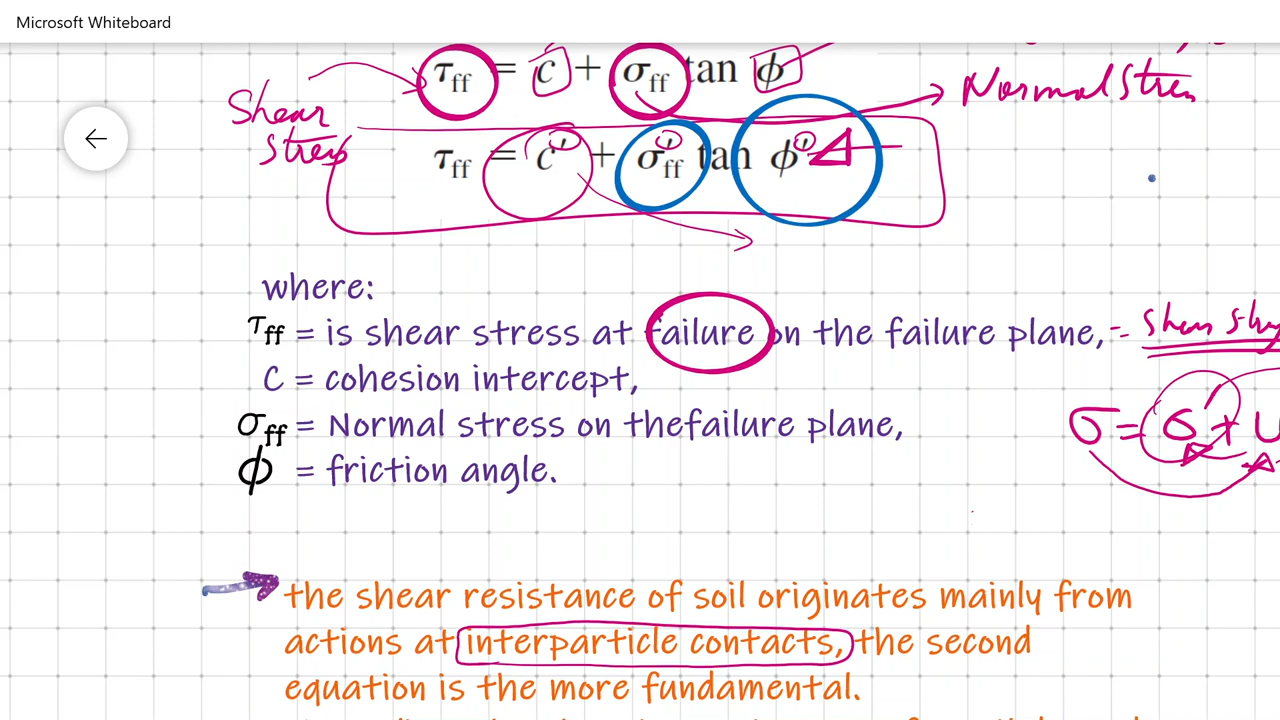 Microsoft Whiteboard
τff = c + σff tan ϕ
Normal Stress
Shear
stress
τff = c' + σ'ff tan ϕ'
where:
τff = is shear stress at failure on the failure plane, -
C = cohesion intercept,
σff = Normal stress on thefailure plane,
σ = σ' + U
ϕ = friction angle.
the shear resistance of soil originates mainly from
actions at interparticle contacts, the second
equation is the more fundamental.